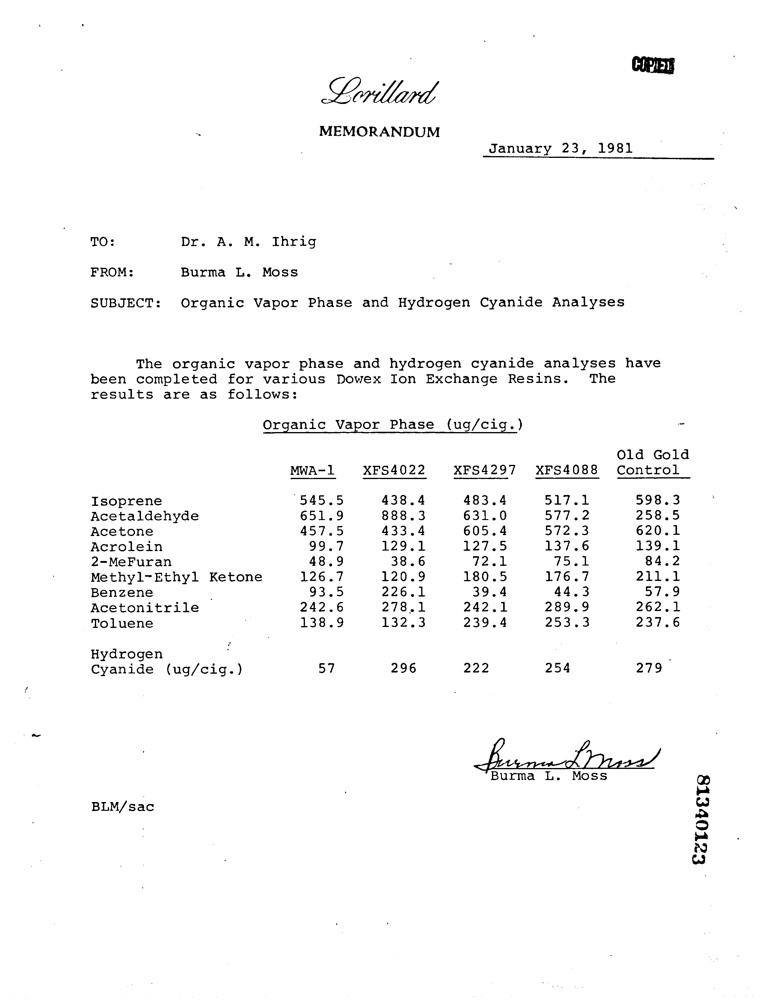 COPIED
Lorillard
MEMORANDUM
January 23, 1981
TO: Dr. A. M. Ihrig
FROM: Burma L. Moss
SUBJECT: Organic Vapor Phase and Hydrogen Cyanide Analyses
The organic vapor phase and hydrogen cyanide analyses have
been completed for various Dowex Ion Exchange Resins. The
results are as follows:
Organic Vapor Phase (ug/cig.)
Old Gold
MWA-1 XFS4022 XFS4297 XFS4088 Control
Isoprene 545.5 438.4 483.4 517.1 598.3
Acetaldehyde 651.9 888.3 631.0 577.2 258.5
Acetone 457.5 433.4 605.4 572.3 620.1
Acrolein 99.7 129.1 127.5 137.6 139.1
2-MeFuran 48.9 38.6 72.1 75.1 84.2
Methyl-Ethyl Ketone 126.7 120.9 180.5 176.7 211.1
Benzene 93.5 226.1 39.4 44.3 57.9
Acetonitrile 242.6 278.1 242.1 289.9 262.1
Toluene 138.9 132.3 239.4 253.3 237.6
Hydrogen
Cyanide (ug/cig.) 57 296 222 254 279
Burma L Moss
Burma L. Moss
BLM/sac
81340123